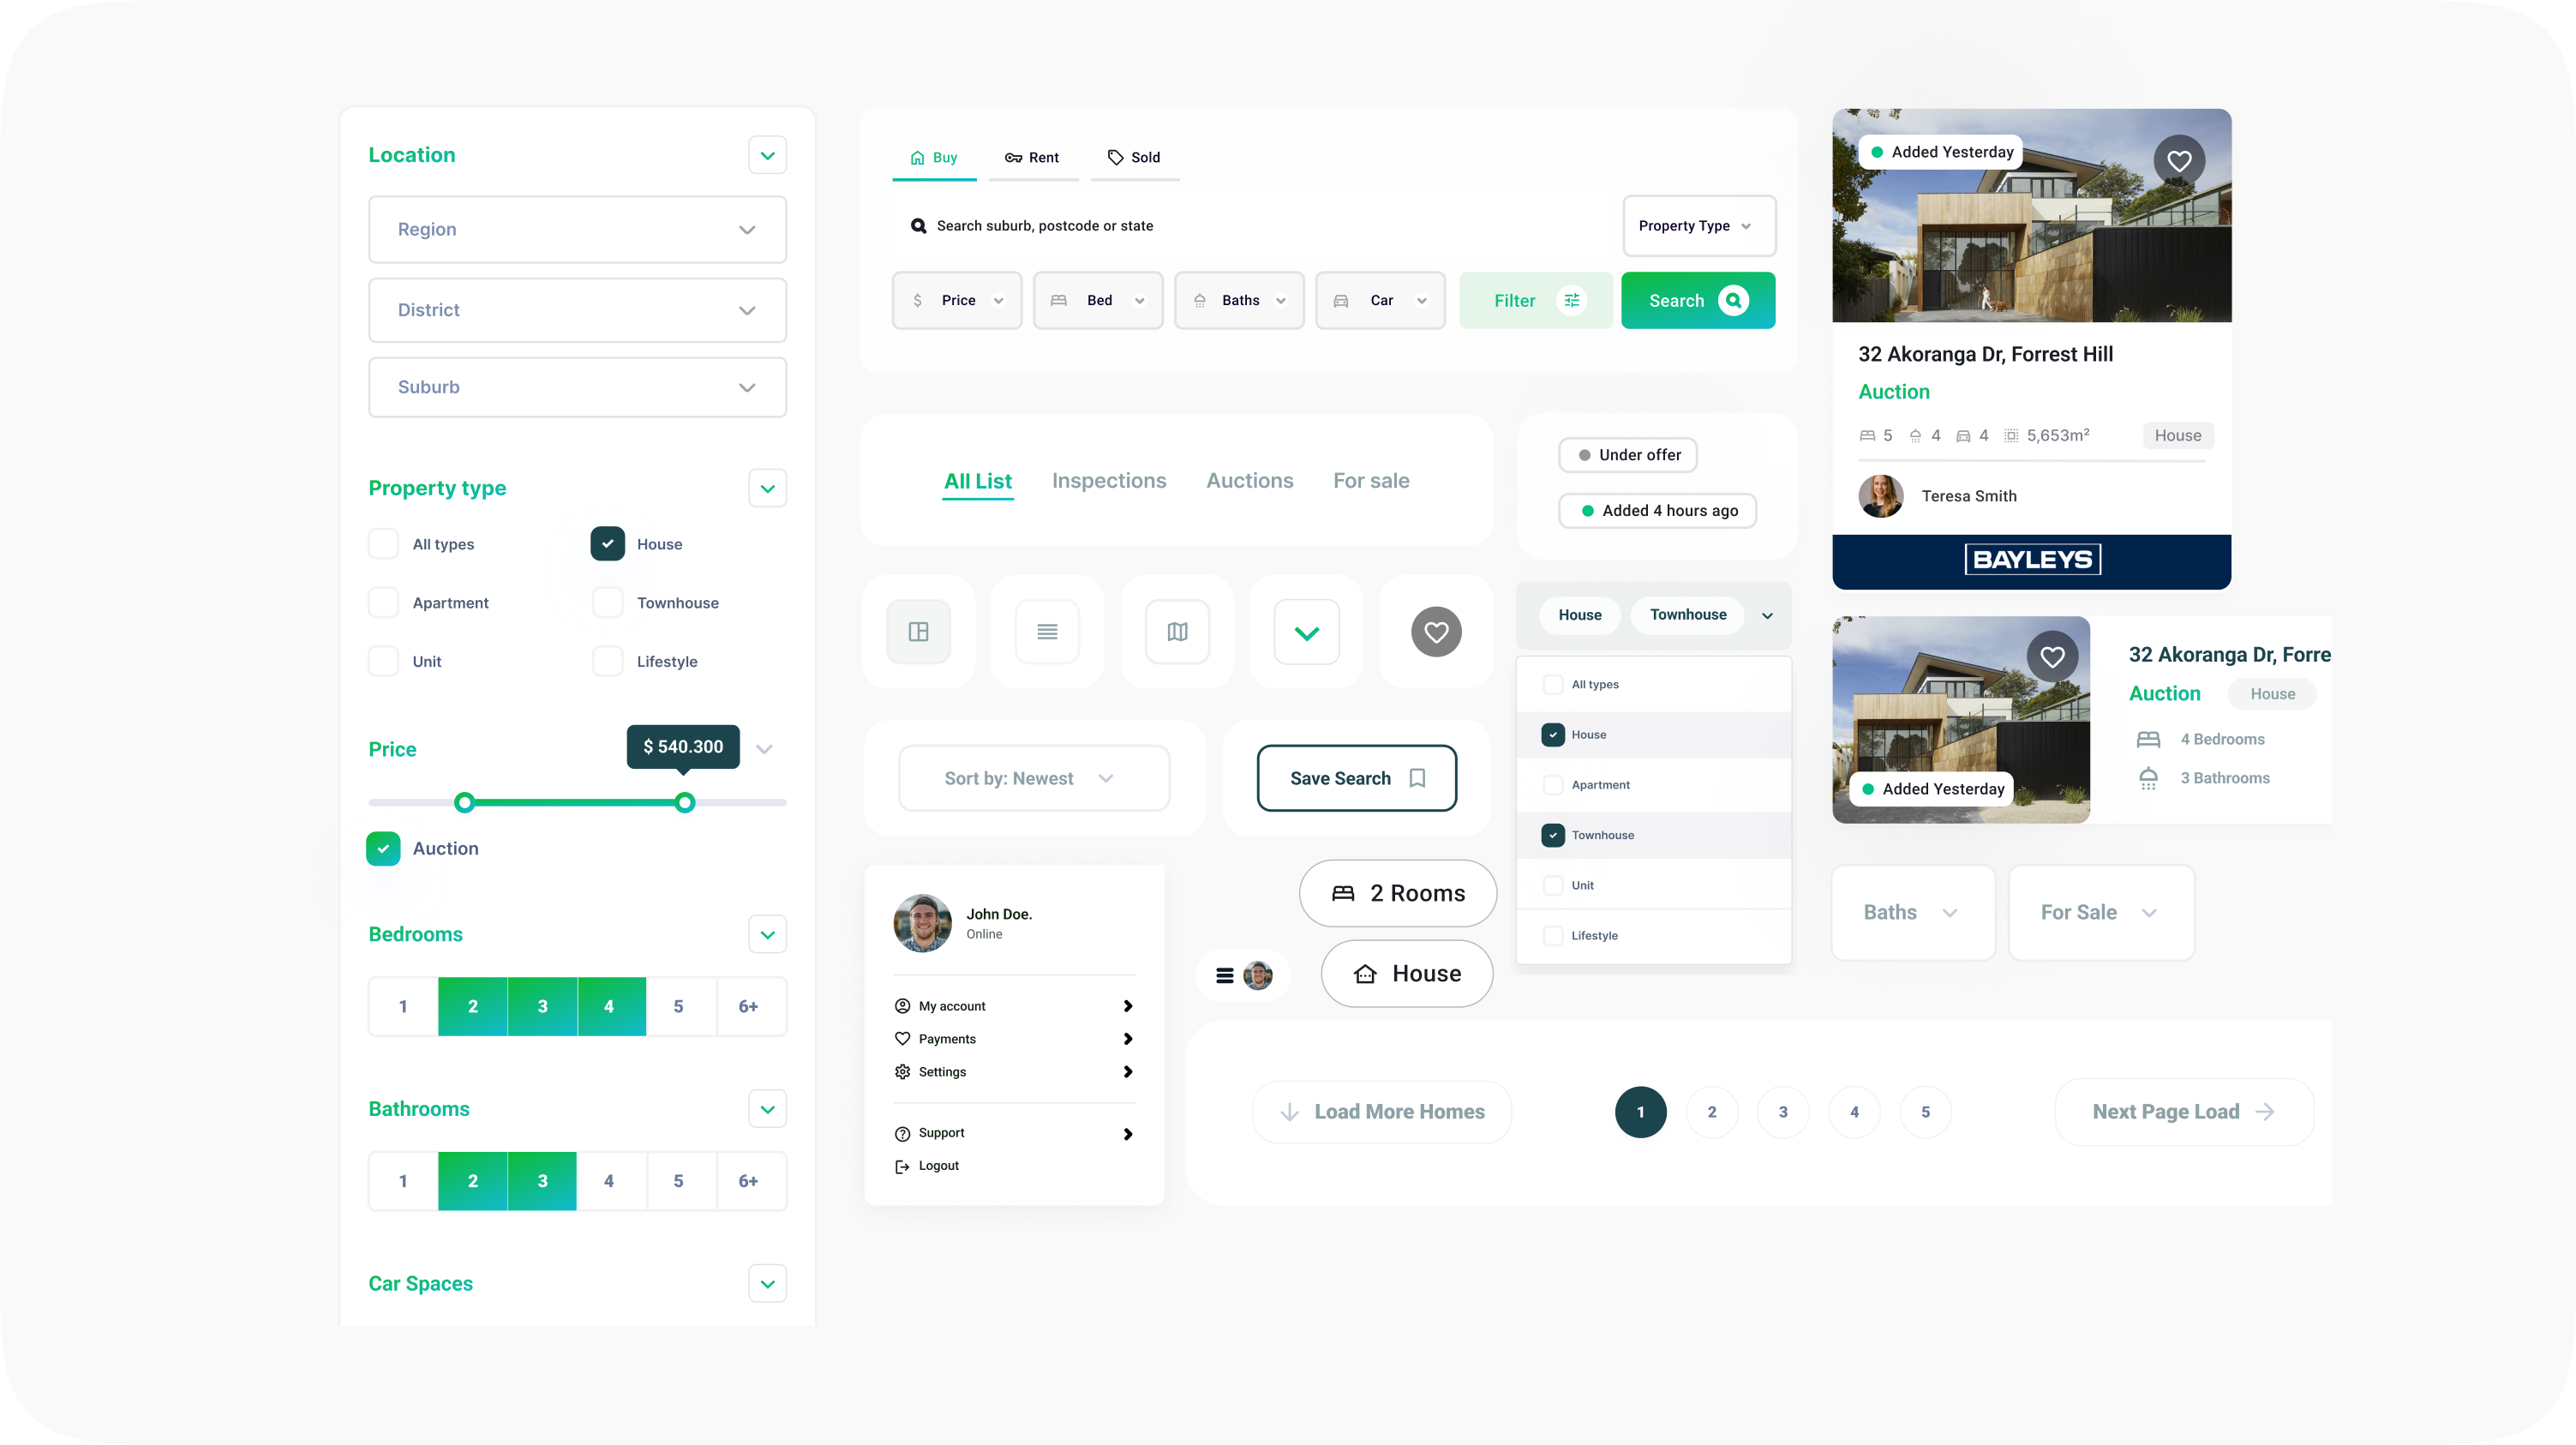 Location
Region
District
Suburb
Property type
All types
House
Apartment
Townhouse
Unit
Lifestyle
Price
$ 540.300
Auction
Bedrooms
1 2 3 4 5 6+
Bathrooms
1 2 3 4 5 6+
Car Spaces
Buy Rent Sold
Search suburb, postcode or state
Property Type
$ Price Bed Baths Car Filter Search
All List Inspections Auctions For sale
Under offer
Added 4 hours ago
Sort by: Newest
Save Search
House Townhouse
All types
House
Apartment
Townhouse
Unit
Lifestyle
John Doe.
Online
My account
Payments
Settings
Support
Logout
2 Rooms
House
Added Yesterday
32 Akoranga Dr, Forrest Hill
Auction
5 4 4 5,653m² House
Teresa Smith
BAYLEYS
Added Yesterday
32 Akoranga Dr, Forre
Auction House
4 Bedrooms
3 Bathrooms
Baths
For Sale
Load More Homes
1 2 3 4 5
Next Page Load